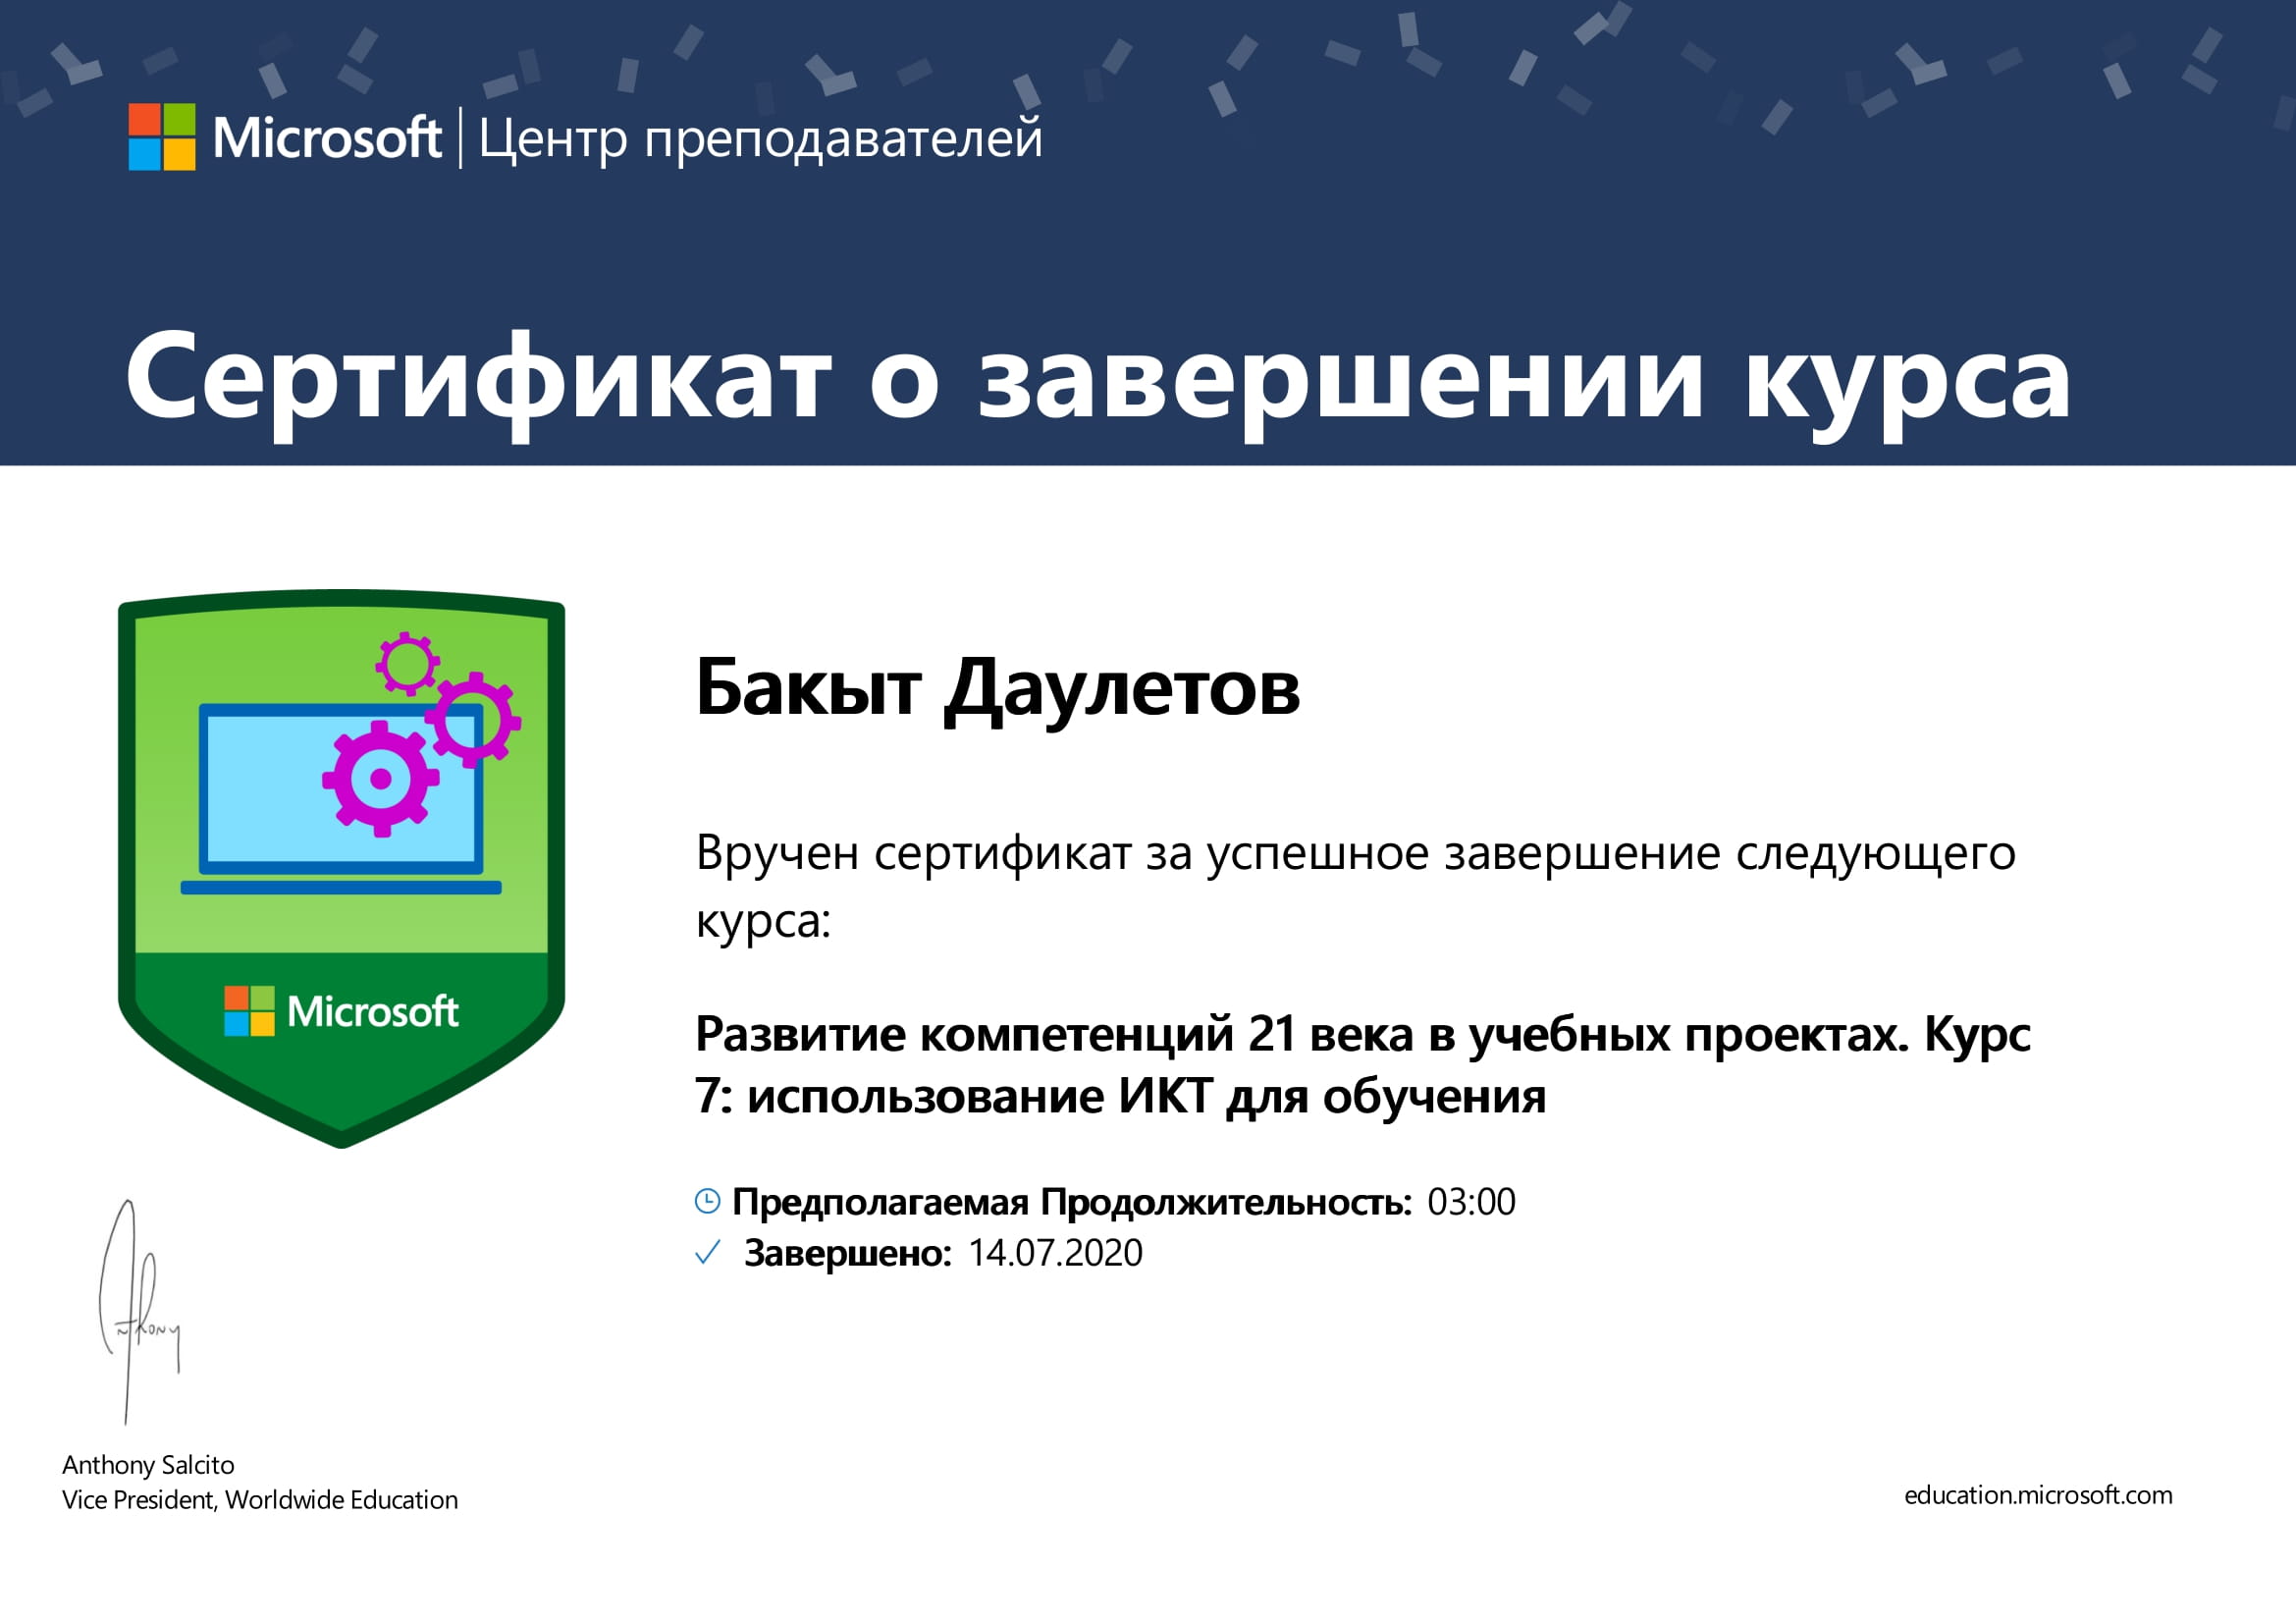 Microsoft | Центр преподавателей
Сертификат о завершении курса
Бакыт Даулетов
Вручен сертификат за успешное завершение следующего
курса:
Развитие компетенций 21 века в учебных проектах. Курс
7: использование ИКТ для обучения
Предполагаемая Продолжительность: 03:00
Завершено: 14.07.2020
Microsoft
Anthony
Anthony Salcito
Vice President, Worldwide Education
education.microsoft.com